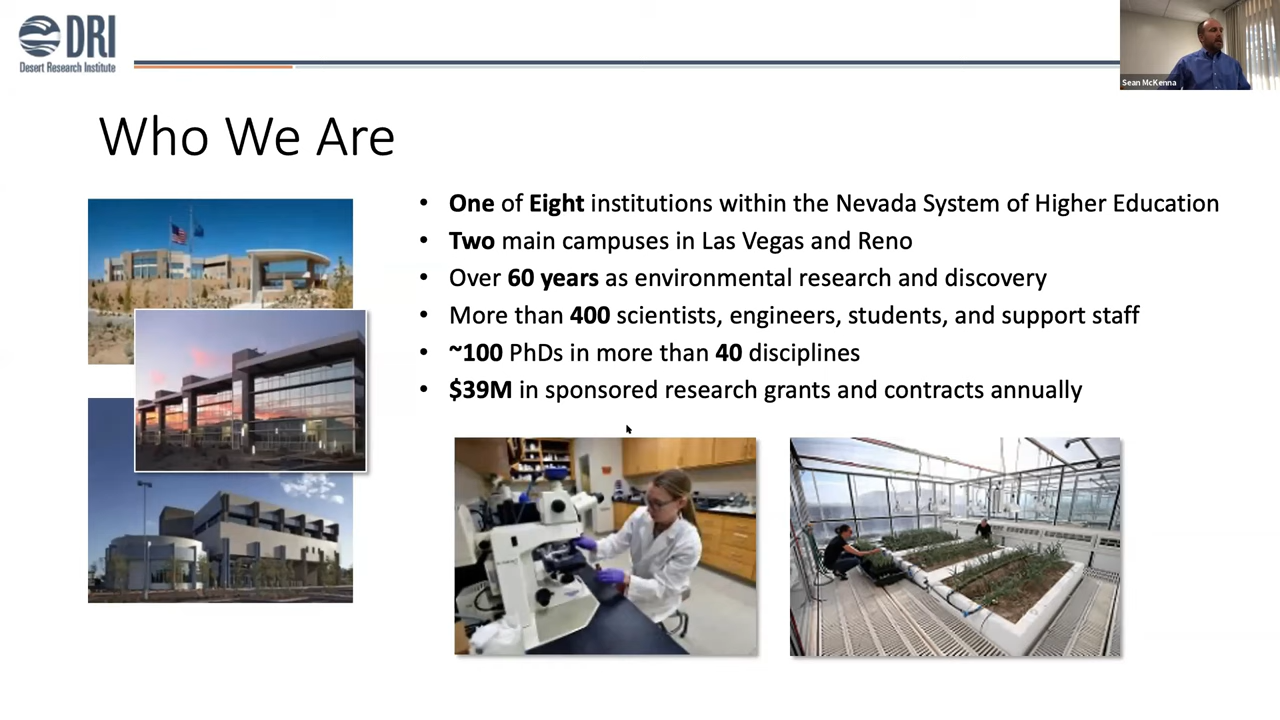 DRI
Desert Research Institute
Sean McKenna
Who We Are
• One of Eight institutions within the Nevada System of Higher Education
• Two main campuses in Las Vegas and Reno
• Over 60 years as environmental research and discovery
• More than 400 scientists, engineers, students, and support staff
• ~100 PhDs in more than 40 disciplines
• $39M in sponsored research grants and contracts annually